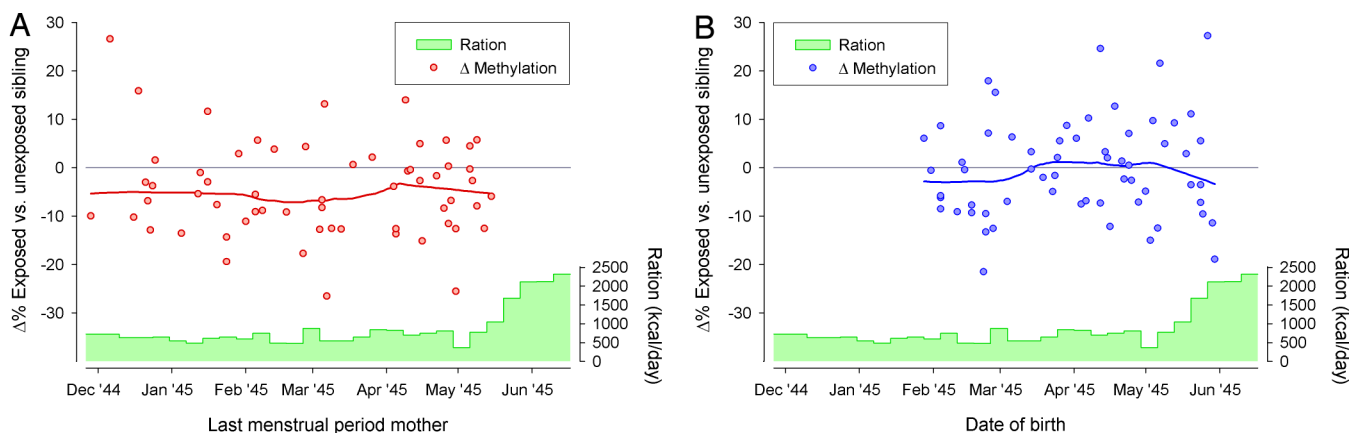 A
Δ% Exposed vs. unexposed sibling
30
20
10
0
-10
-20
-30
Ration
Δ Methylation
2500
2000
1500
1000
500
0
Ration (kcal/day)
Dec '44
Jan '45
Feb '45
Mar '45
Apr '45
May '45
Jun '45
Last menstrual period mother
B
Δ% Exposed vs. unexposed sibling
30
20
10
0
-10
-20
-30
Ration
Δ Methylation
2500
2000
1500
1000
500
0
Ration (kcal/day)
Dec '44
Jan '45
Feb '45
Mar '45
Apr '45
May '45
Jun '45
Date of birth